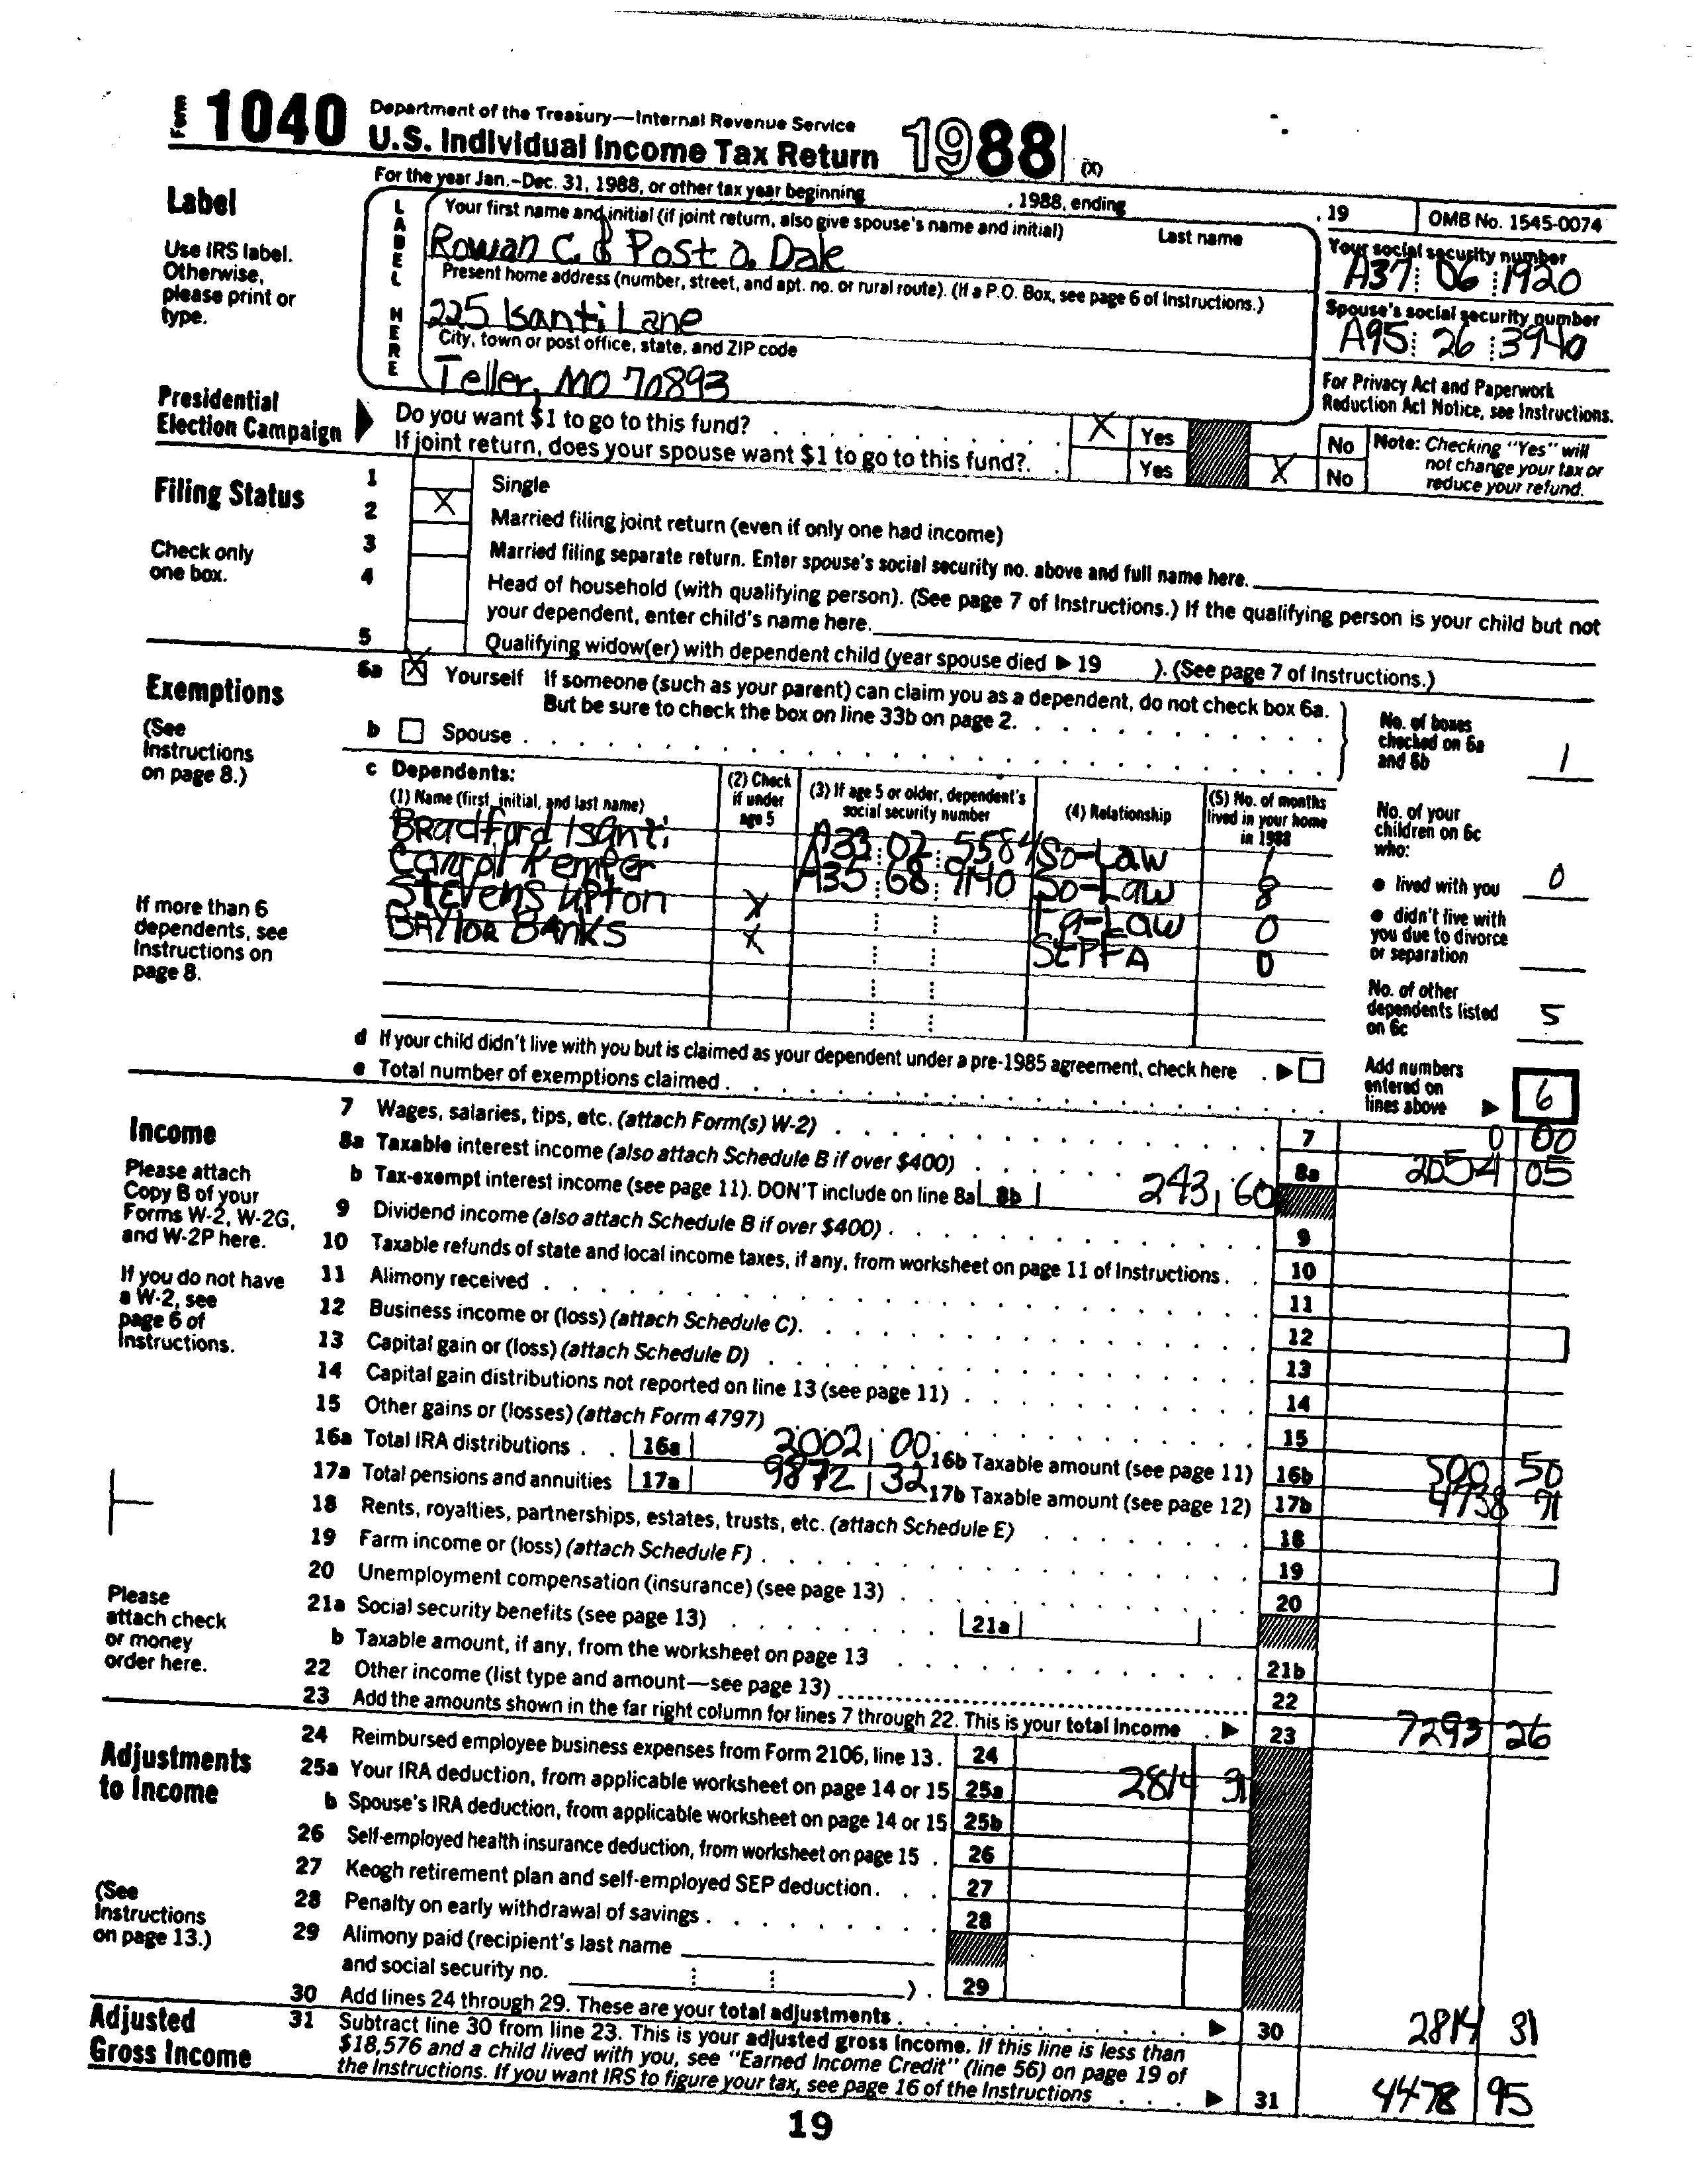 Form 1040 Department of the Treasury—Internal Revenue Service
U.S. Individual Income Tax Return 1988 (X)
For the year Jan.-Dec. 31, 1988, or other tax year beginning , 1988, ending , 19 OMB No. 1545-0074
Label
Use IRS label.
Otherwise,
please print or
type.
LABEL HERE
Your first name and initial (if joint return, also give spouse's name and initial) Last name
Rowan C. & Post A. Dale
Your social security number
A37 06 1920
Present home address (number, street, and apt. no. or rural route). (If a P.O. Box, see page 6 of Instructions.)
225 Isanti Lane
Spouse's social security number
A95 26 3940
City, town or post office, state, and ZIP code
Teller, MO 70893
For Privacy Act and Paperwork
Reduction Act Notice, see Instructions.
Presidential
Election Campaign
Do you want $1 to go to this fund? X Yes No
If joint return, does your spouse want $1 to go to this fund? Yes X No
Note: Checking "Yes" will
not change your tax or
reduce your refund.
Filing Status
Check only
one box.
1 Single
2 X Married filing joint return (even if only one had income)
3 Married filing separate return. Enter spouse's social security no. above and full name here.
4 Head of household (with qualifying person). (See page 7 of Instructions.) If the qualifying person is your child but not
your dependent, enter child's name here.
5 Qualifying widow(er) with dependent child (year spouse died ▶ 19 ). (See page 7 of Instructions.)
Exemptions
(See
Instructions
on page 8.)
6a X Yourself If someone (such as your parent) can claim you as a dependent, do not check box 6a.
But be sure to check the box on line 33b on page 2.
b Spouse
No. of boxes
checked on 6a
and 6b 1
c Dependents:
(1) Name (first, initial, and last name)
(2) Check
if under
age 5
(3) If age 5 or older, dependent's
social security number
(4) Relationship
(5) No. of months
lived in your home
in 1988
Bradford Isanti A33 02 5584 So-Law 1
Carrol Kemper A35 68 9140 So-Law 8
Stevens Upton X Fa-Law 0
Baylor Banks X StPFA 0
If more than 6
dependents, see
Instructions on
page 8.
No. of your
children on 6c
who:
● lived with you 0
● didn't live with
you due to divorce
or separation
No. of other
dependents listed
on 6c 5
d If your child didn't live with you but is claimed as your dependent under a pre-1985 agreement, check here ▶
e Total number of exemptions claimed
Add numbers
entered on
lines above ▶ 6
Income
Please attach
Copy B of your
Forms W-2, W-2G,
and W-2P here.
If you do not have
a W-2, see
page 6 of
Instructions.
7 Wages, salaries, tips, etc. (attach Form(s) W-2) 7 0 00
8a Taxable interest income (also attach Schedule B if over $400) 8a 2054 05
b Tax-exempt interest income (see page 11). DON'T include on line 8a 8b 243 60
9 Dividend income (also attach Schedule B if over $400) 9
10 Taxable refunds of state and local income taxes, if any, from worksheet on page 11 of Instructions 10
11 Alimony received 11
12 Business income or (loss) (attach Schedule C) 12
13 Capital gain or (loss) (attach Schedule D) 13
14 Capital gain distributions not reported on line 13 (see page 11) 14
15 Other gains or (losses) (attach Form 4797) 15
16a Total IRA distributions 16a 2002 00 16b Taxable amount (see page 11) 16b 500 50
17a Total pensions and annuities 17a 9872 32 17b Taxable amount (see page 12) 17b 4738 71
18 Rents, royalties, partnerships, estates, trusts, etc. (attach Schedule E) 18
19 Farm income or (loss) (attach Schedule F) 19
20 Unemployment compensation (insurance) (see page 13) 20
21a Social security benefits (see page 13) 21a
b Taxable amount, if any, from the worksheet on page 13 21b
22 Other income (list type and amount—see page 13) 22
23 Add the amounts shown in the far right column for lines 7 through 22. This is your total income ▶ 23 7293 26
Please
attach check
or money
order here.
Adjustments
to Income
(See
Instructions
on page 13.)
24 Reimbursed employee business expenses from Form 2106, line 13. 24
25a Your IRA deduction, from applicable worksheet on page 14 or 15 25a 2814 31
b Spouse's IRA deduction, from applicable worksheet on page 14 or 15 25b
26 Self-employed health insurance deduction, from worksheet on page 15 26
27 Keogh retirement plan and self-employed SEP deduction 27
28 Penalty on early withdrawal of savings 28
29 Alimony paid (recipient's last name
and social security no. ) 29
30 Add lines 24 through 29. These are your total adjustments ▶ 30 2814 31
Adjusted
Gross Income
31 Subtract line 30 from line 23. This is your adjusted gross income. If this line is less than
$18,576 and a child lived with you, see "Earned Income Credit" (line 56) on page 19 of
the Instructions. If you want IRS to figure your tax, see page 16 of the Instructions ▶ 31 4478 95
19